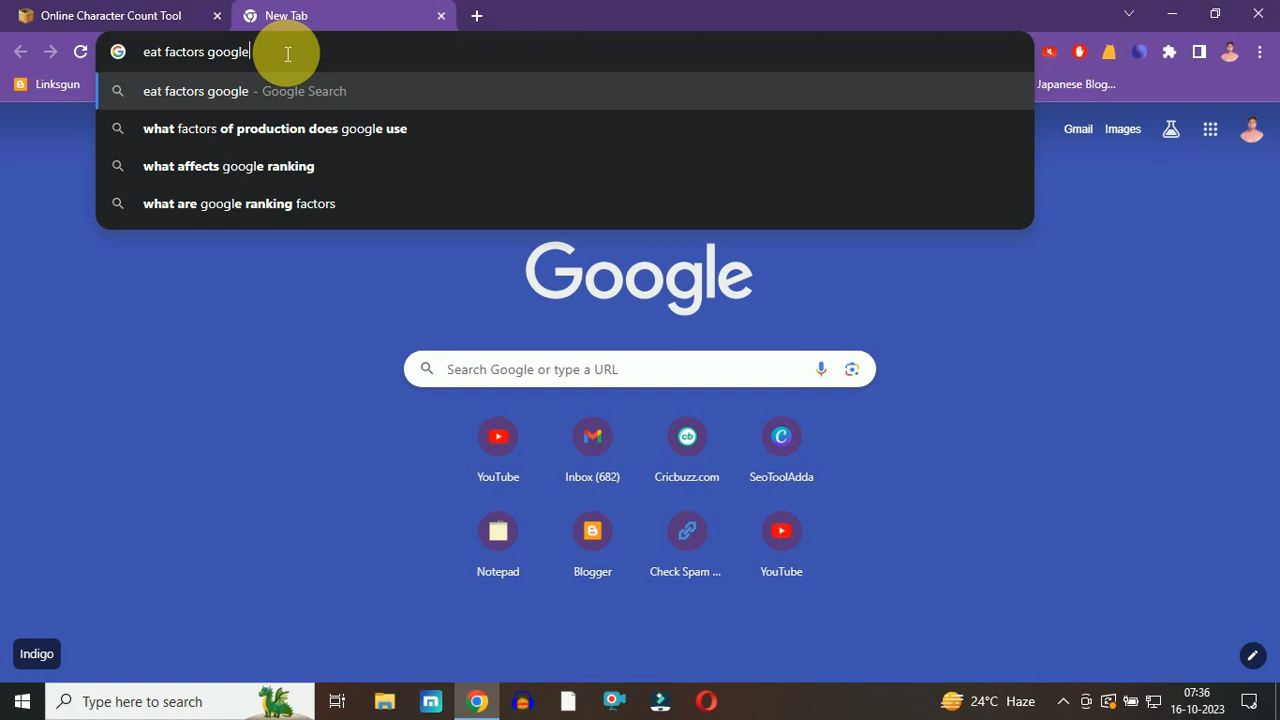 Online Character Count Tool
New Tab
eat factors google
Linksgun
Japanese Blog...
eat factors google - Google Search
what factors of production does google use
what affects google ranking
what are google ranking factors
Gmail Images
Google
Search Google or type a URL
YouTube
Inbox (682)
Cricbuzz.com
SeoToolAdda
Notepad
Blogger
Check Spam ...
YouTube
Indigo
Type here to search
24°C Haze
07:36
16-10-2023